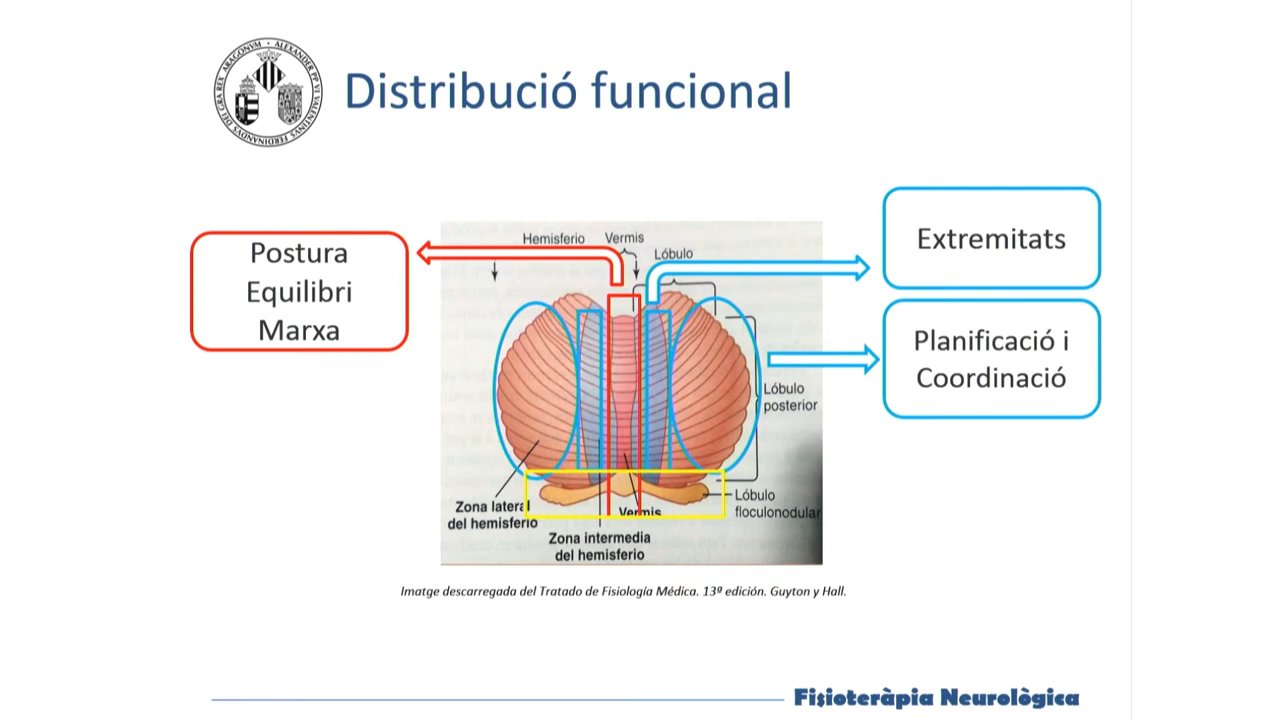 Distribució funcional
Postura
Equilibri
Marxa
Hemisferio
Vermis
Lóbulo
Extremitats
Planificació i
Coordinació
Lóbulo
posterior
Zona lateral
del hemisferio
Vermis
Lóbulo
floculonodular
Zona intermedia
del hemisferio
Imatge descarregada del Tratado de Fisiología Médica. 13ª edición. Guyton y Hall.
Fisioteràpia Neurològica